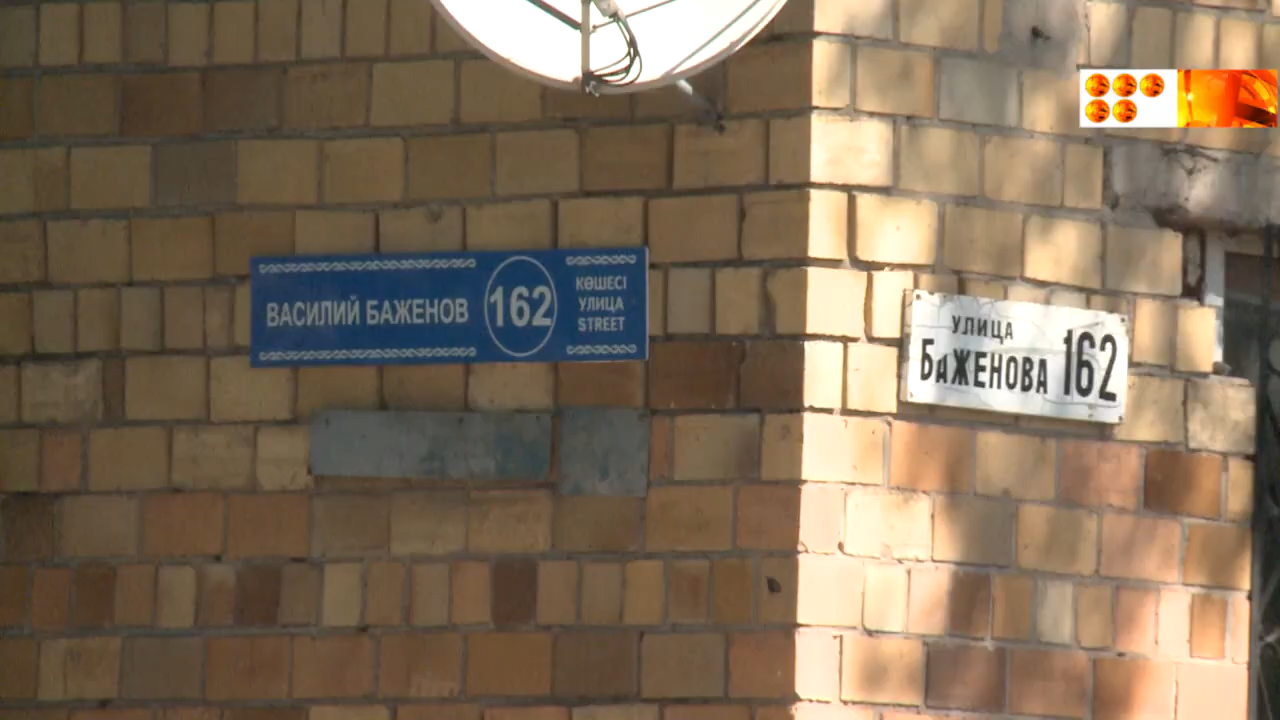 ВАСИЛИЙ БАЖЕНОВ
162
КӨШЕСІ
УЛИЦА
STREET
УЛИЦА
БАЖЕНОВА 162